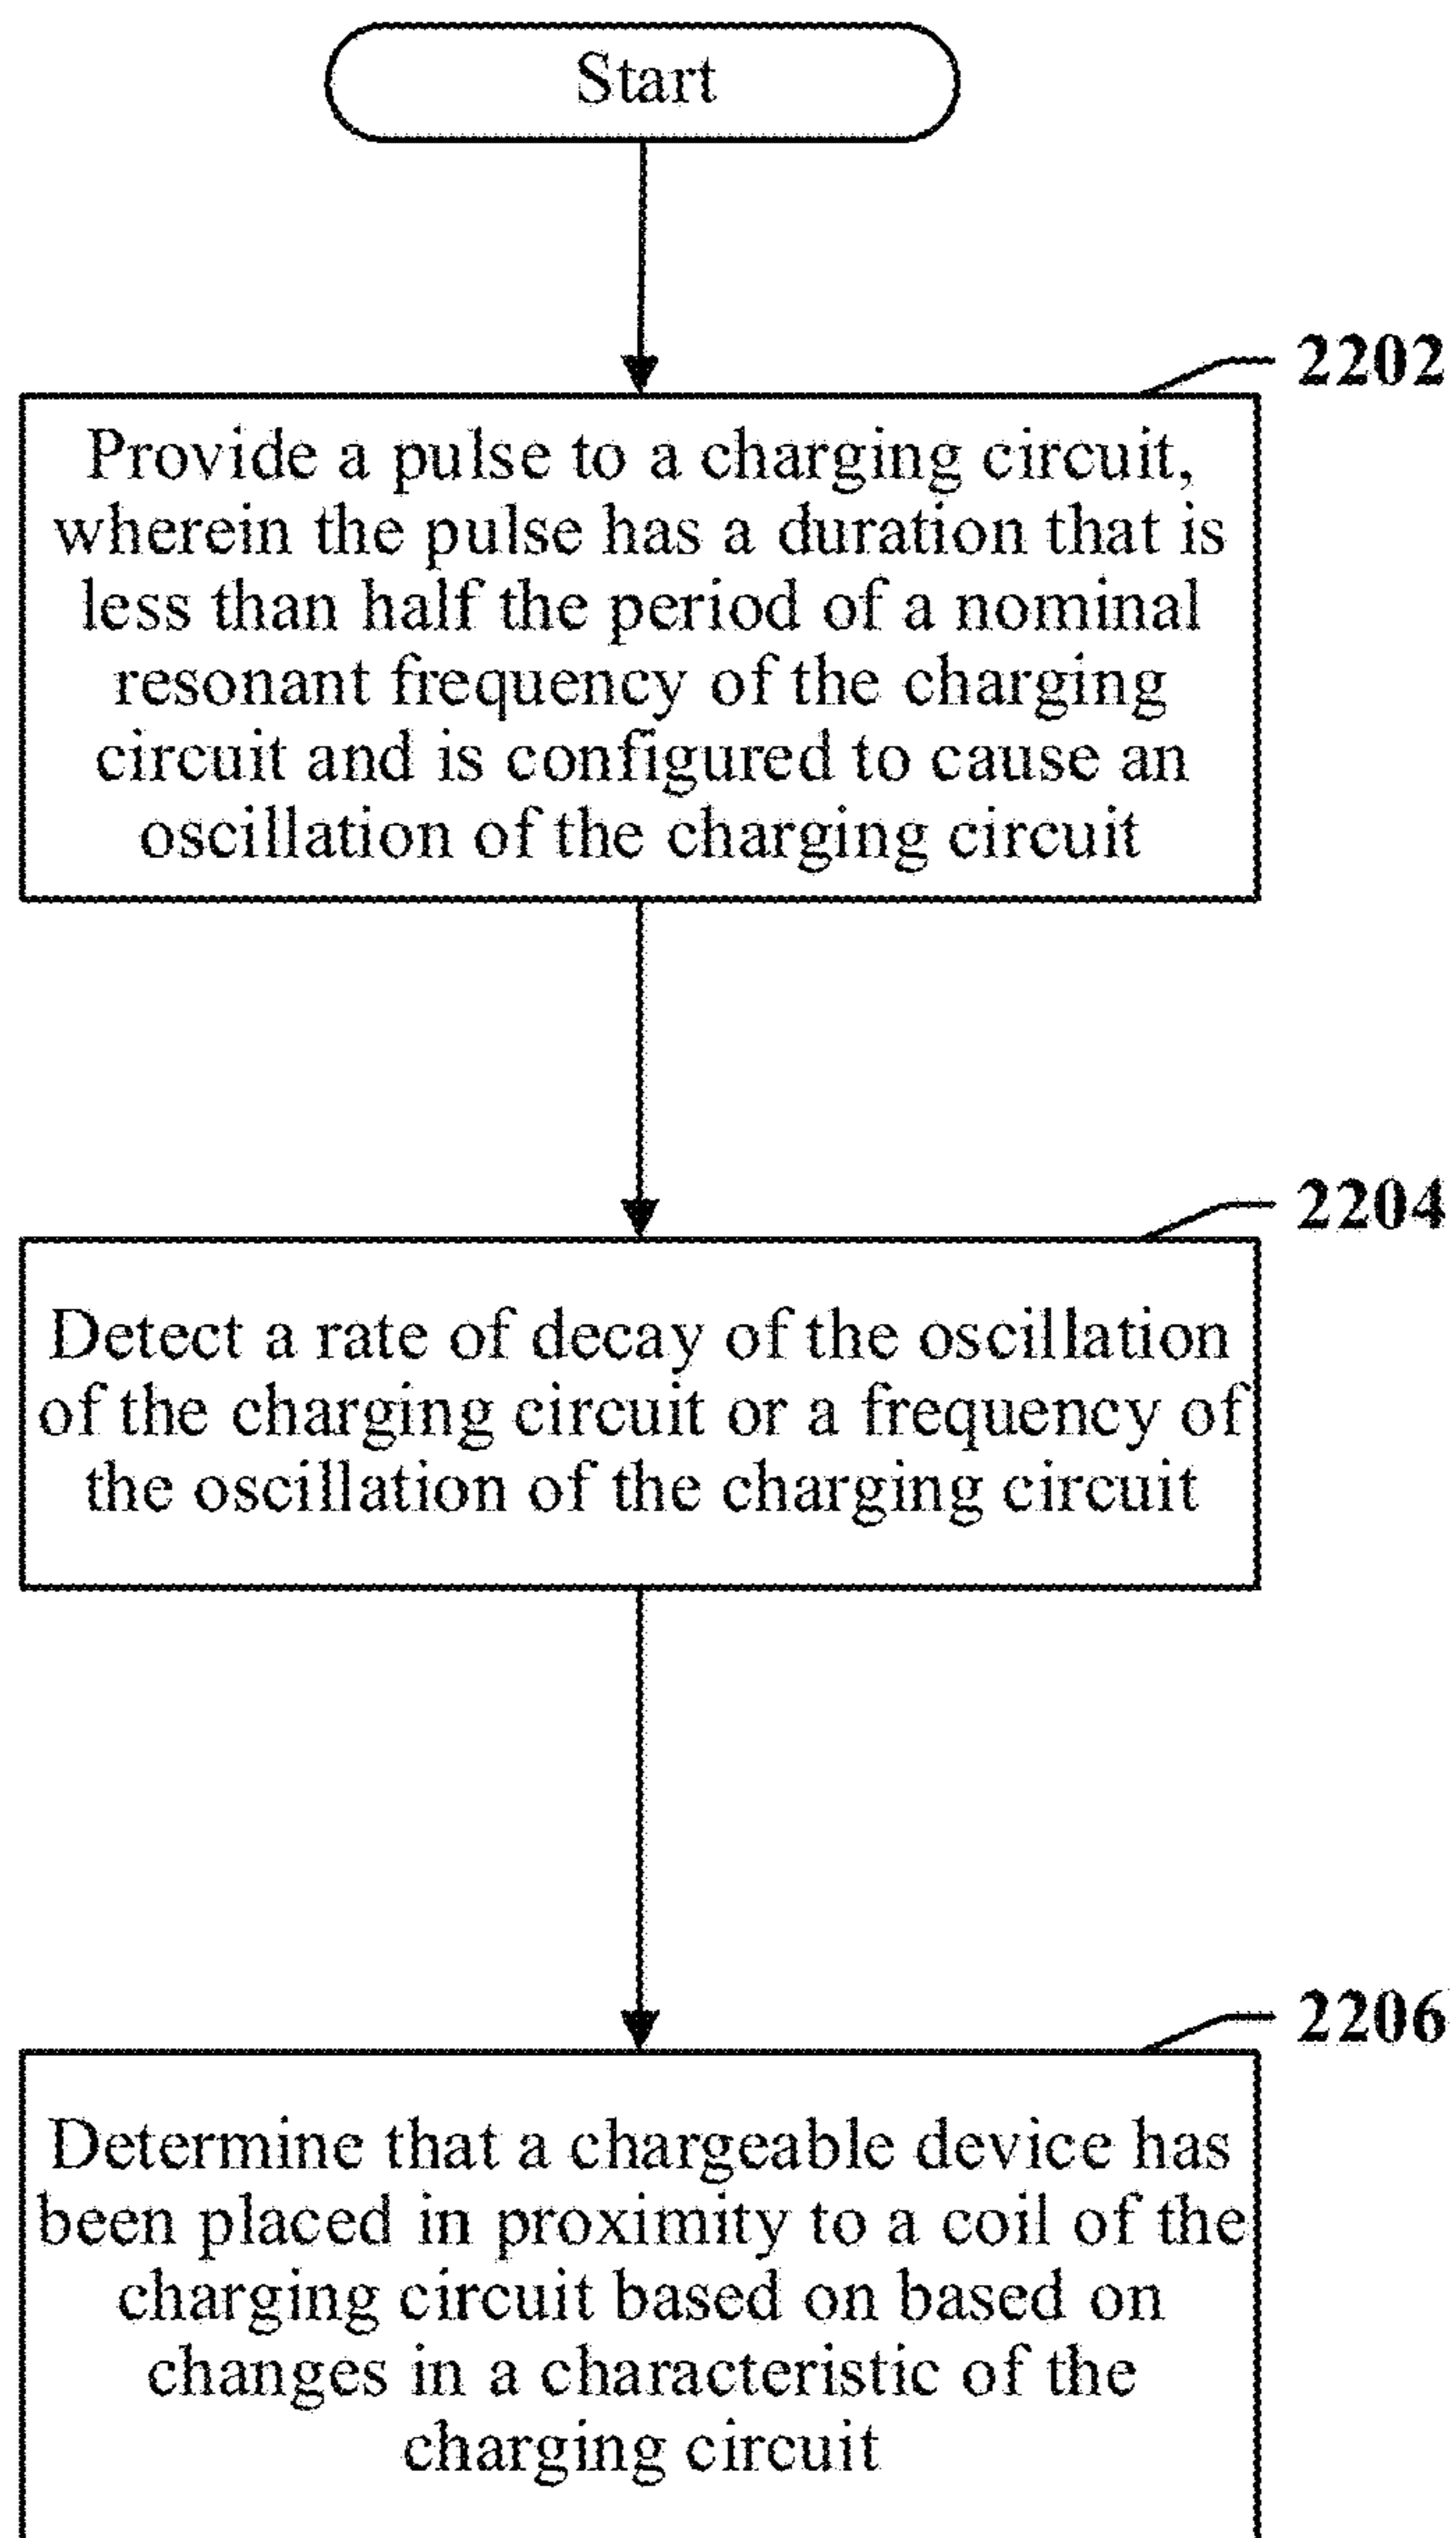 Start
2202
Provide a pulse to a charging circuit,
wherein the pulse has a duration that is
less than half the period of a nominal
resonant frequency of the charging
circuit and is configured to cause an
oscillation of the charging circuit
2204
Detect a rate of decay of the oscillation
of the charging circuit or a frequency of
the oscillation of the charging circuit
2206
Determine that a chargeable device has
been placed in proximity to a coil of the
charging circuit based on based on
changes in a characteristic of the
charging circuit